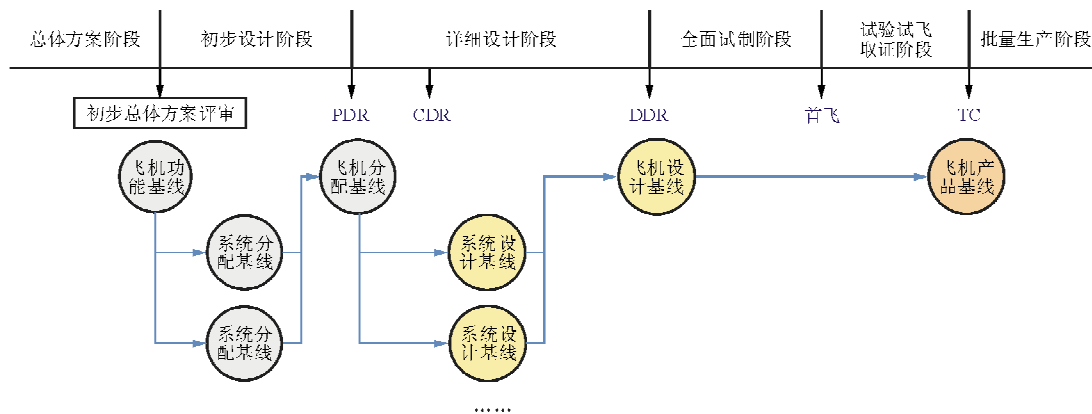 总体方案阶段
初步设计阶段
详细设计阶段
全面试制阶段
试验试飞
取证阶段
批量生产阶段
初步总体方案评审
PDR
CDR
DDR
首飞
TC
飞机功
能基线
飞机分
配基线
飞机设
计基线
飞机产
品基线
系统分
配基线
系统设
计基线
系统分
配基线
系统设
计基线
……